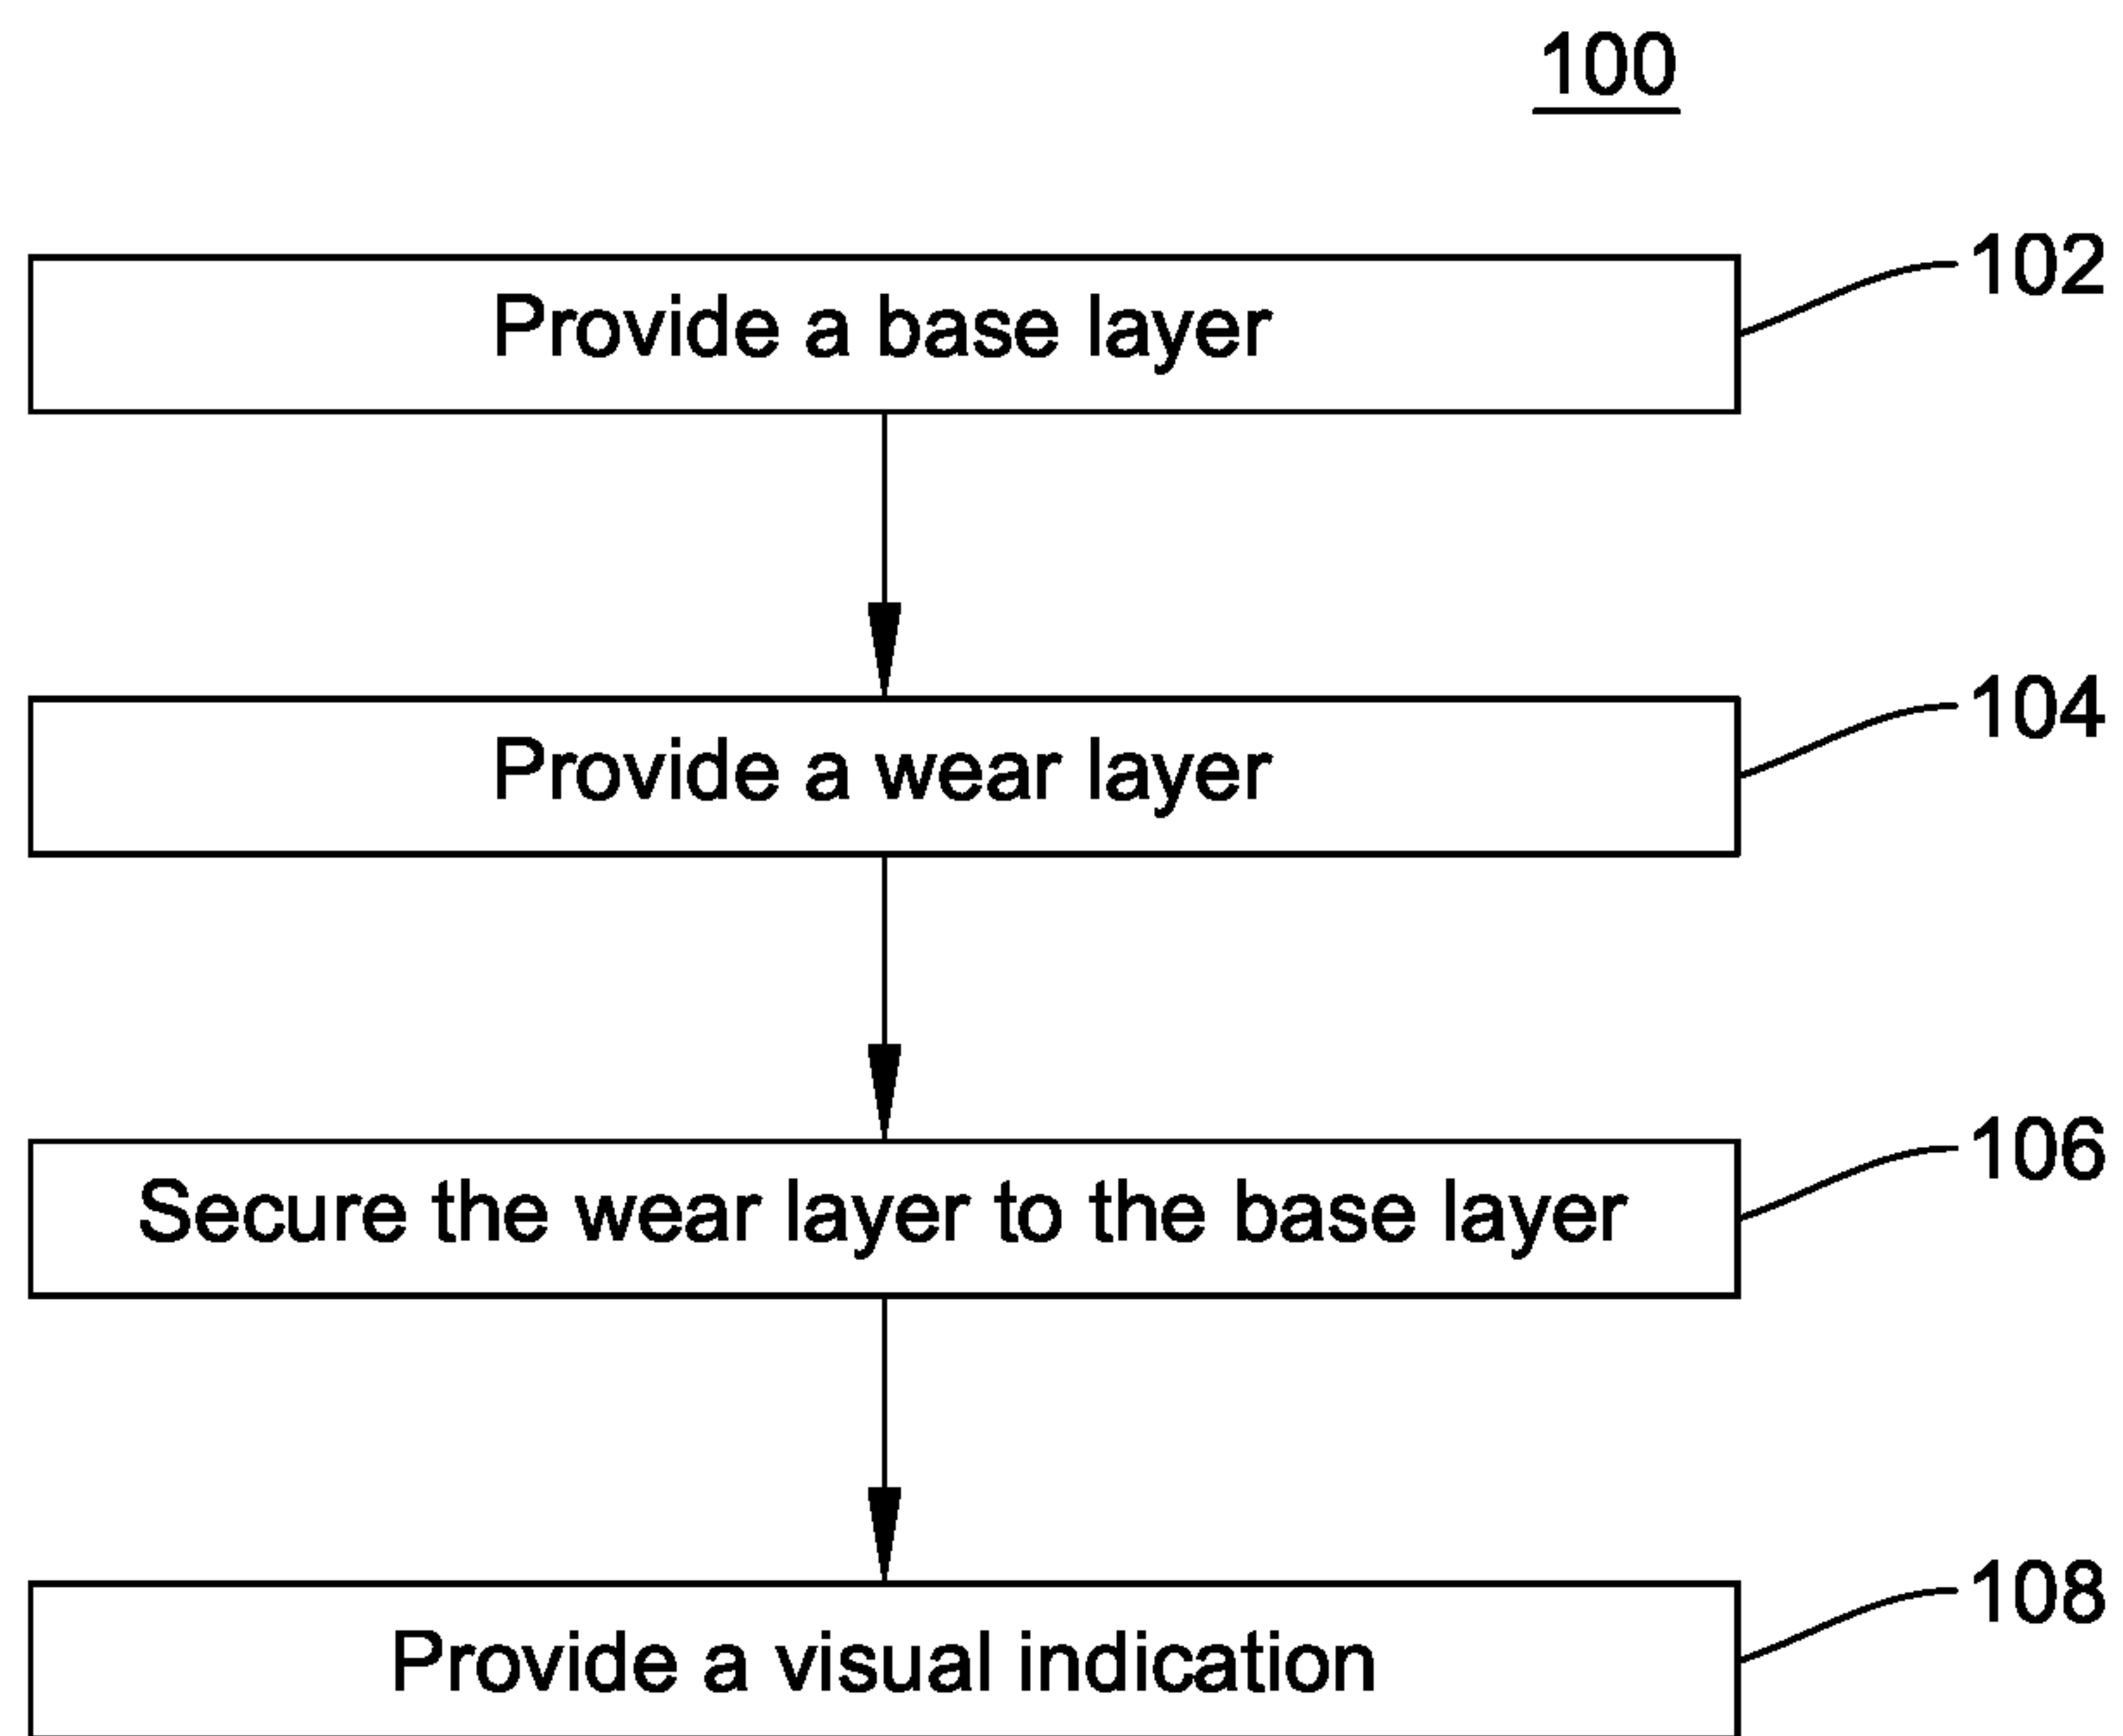 100
Provide a base layer
102
Provide a wear layer
104
Secure the wear layer to the base layer
106
Provide a visual indication
108